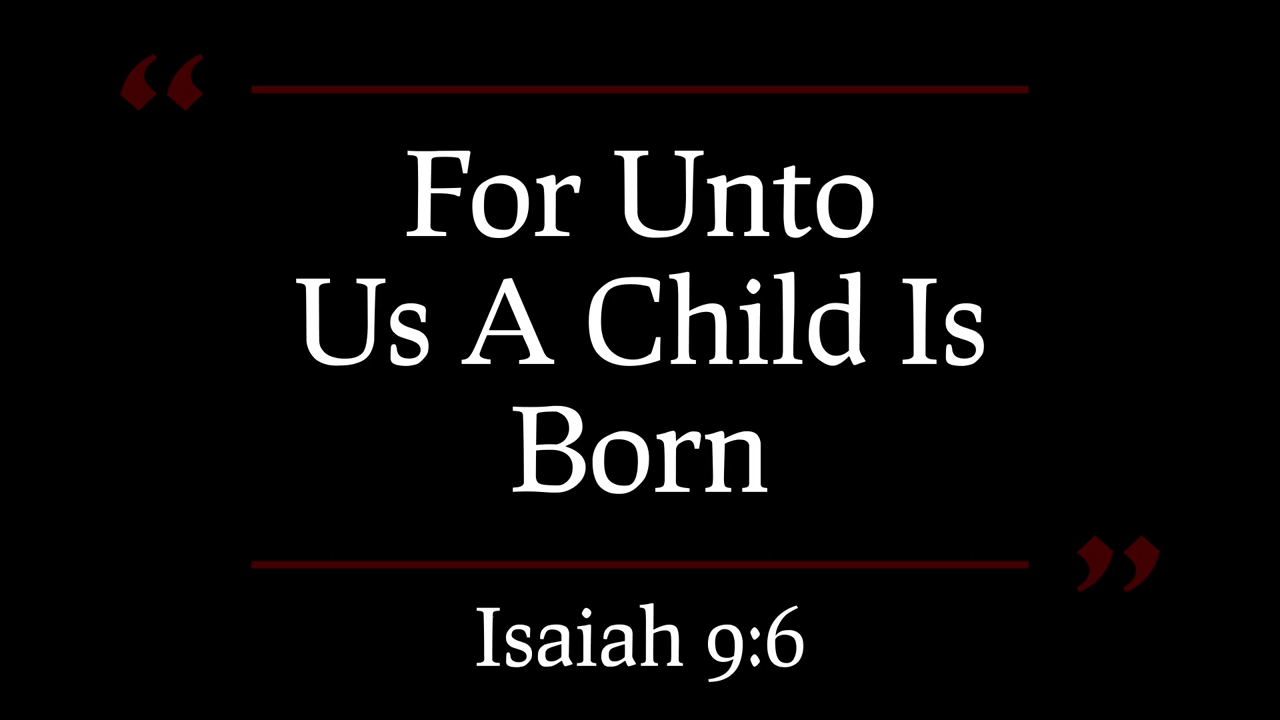 “
For Unto
Us A Child Is
Born
”
Isaiah 9:6